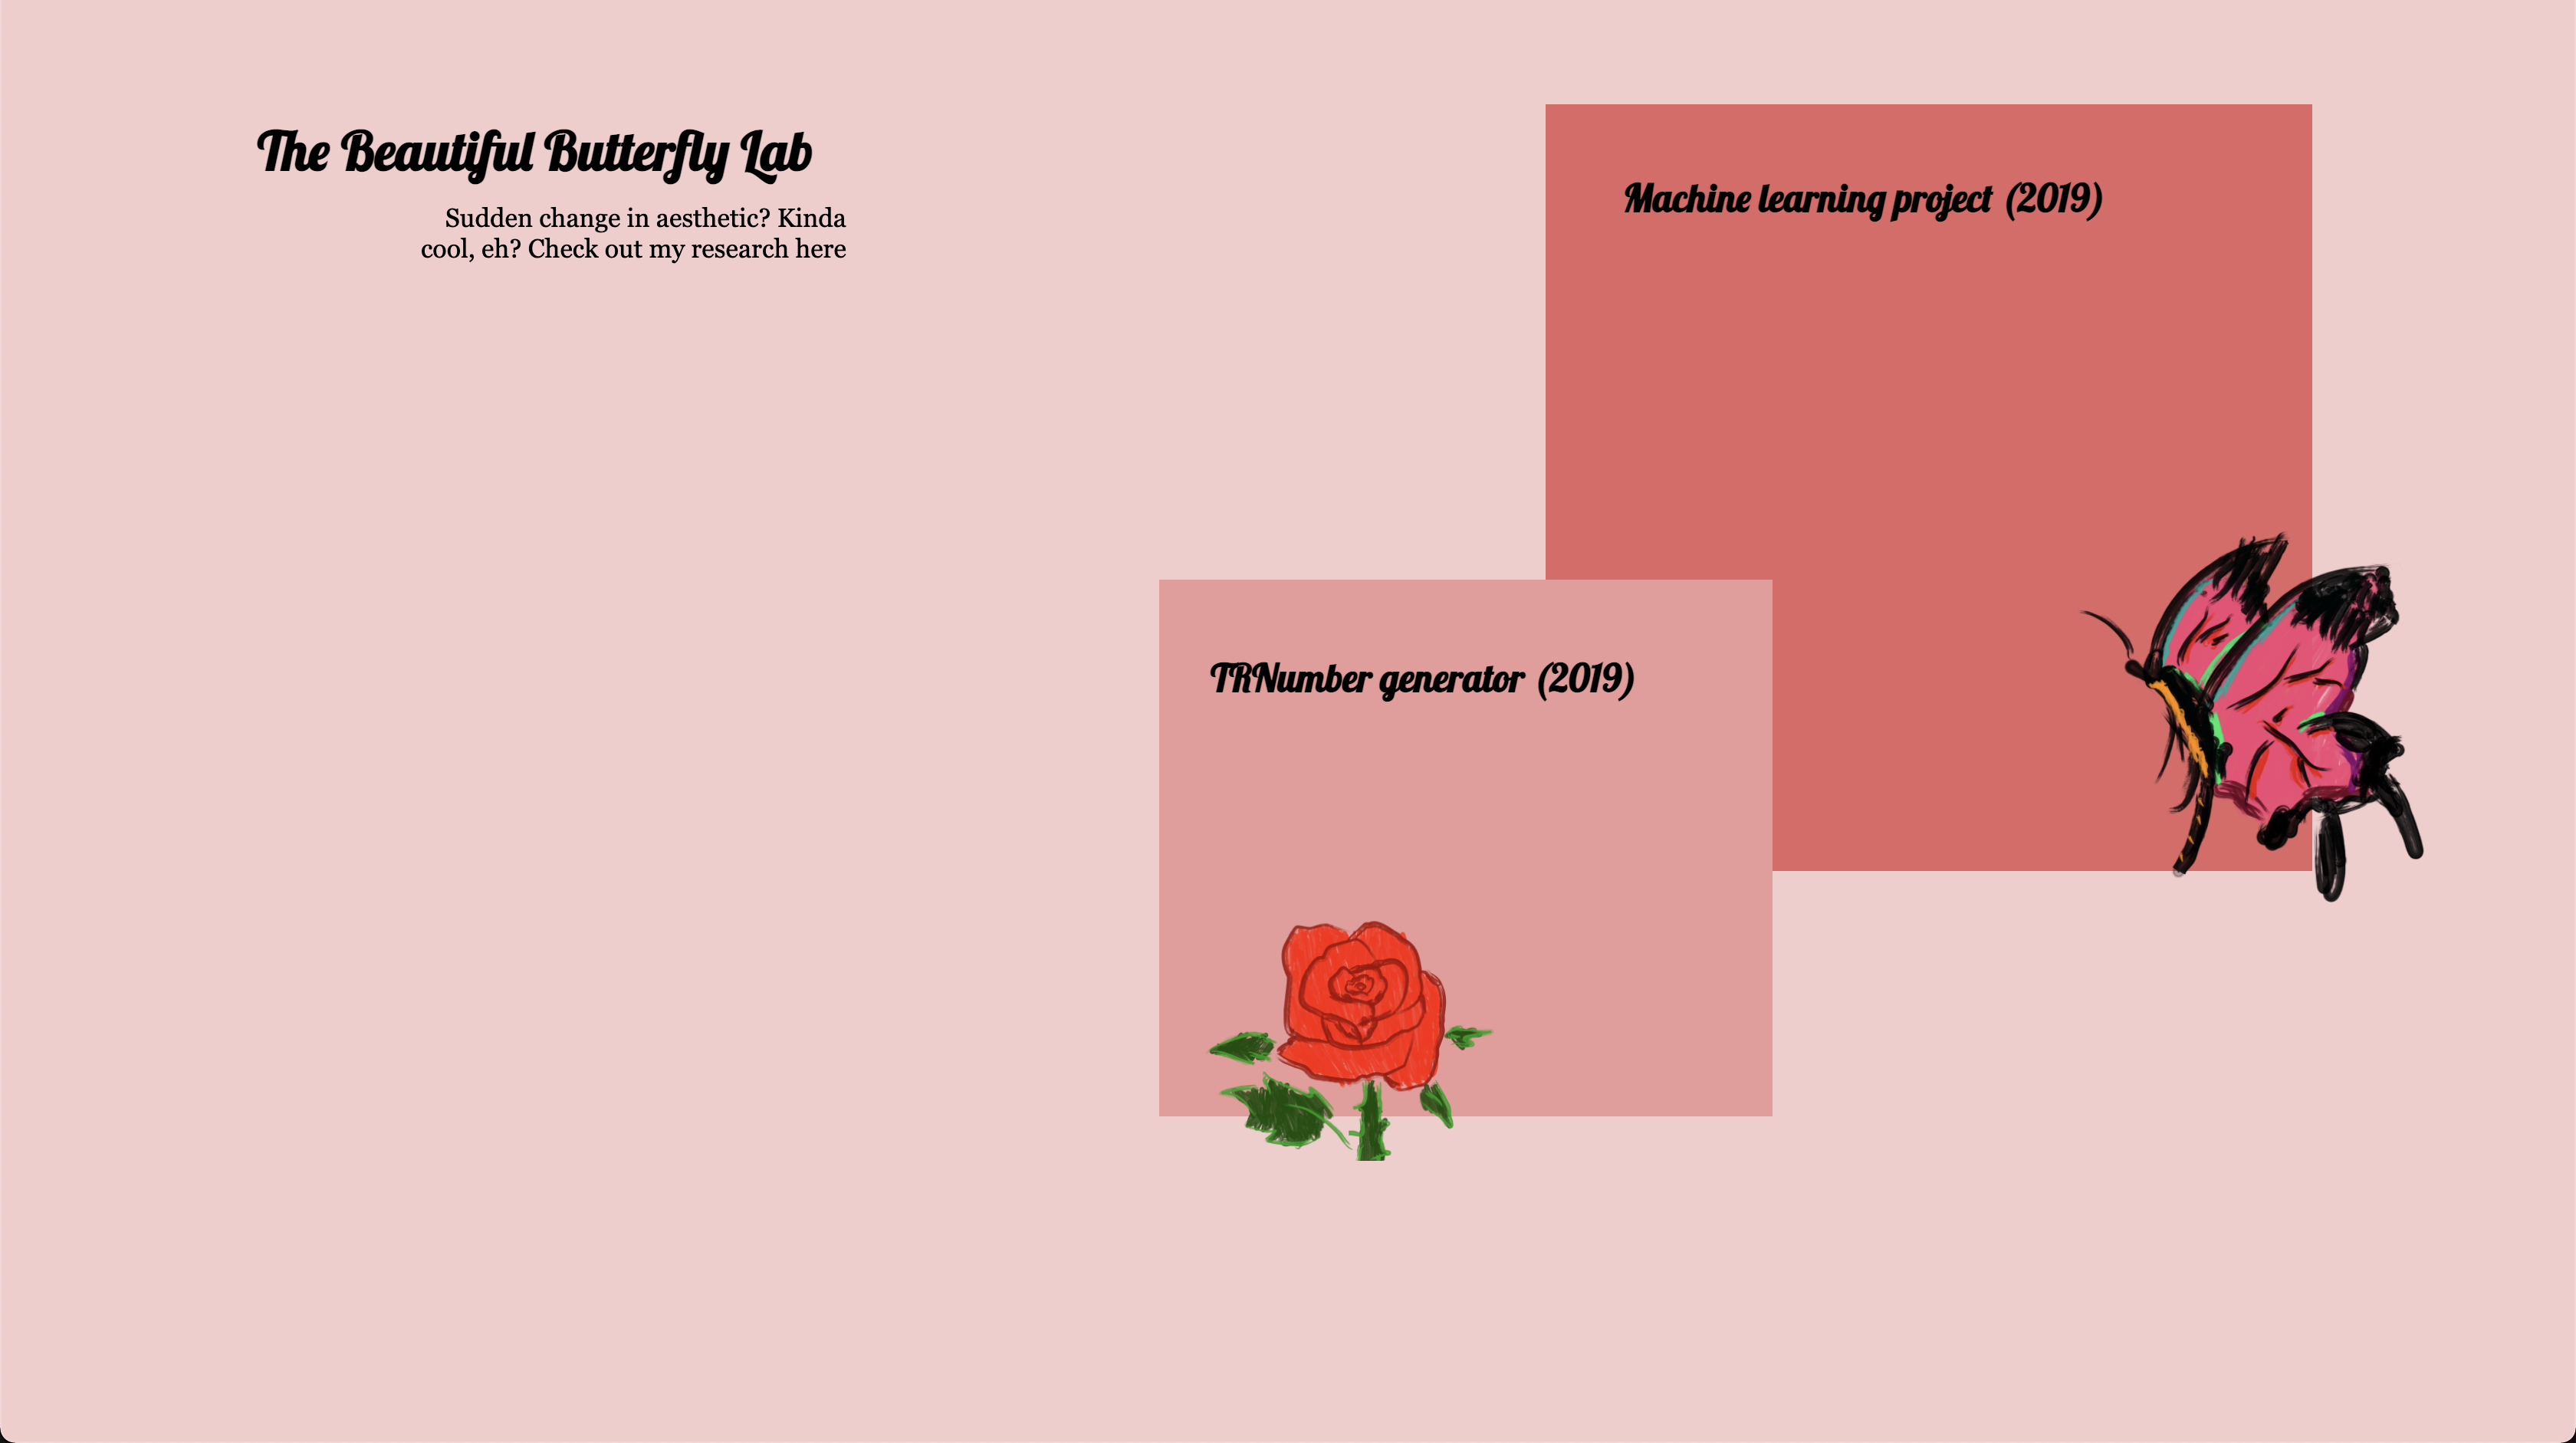 The Beautiful Butterfly Lab
Sudden change in aesthetic? Kinda
cool, eh? Check out my research here
Machine learning project (2019)
TRNumber generator (2019)